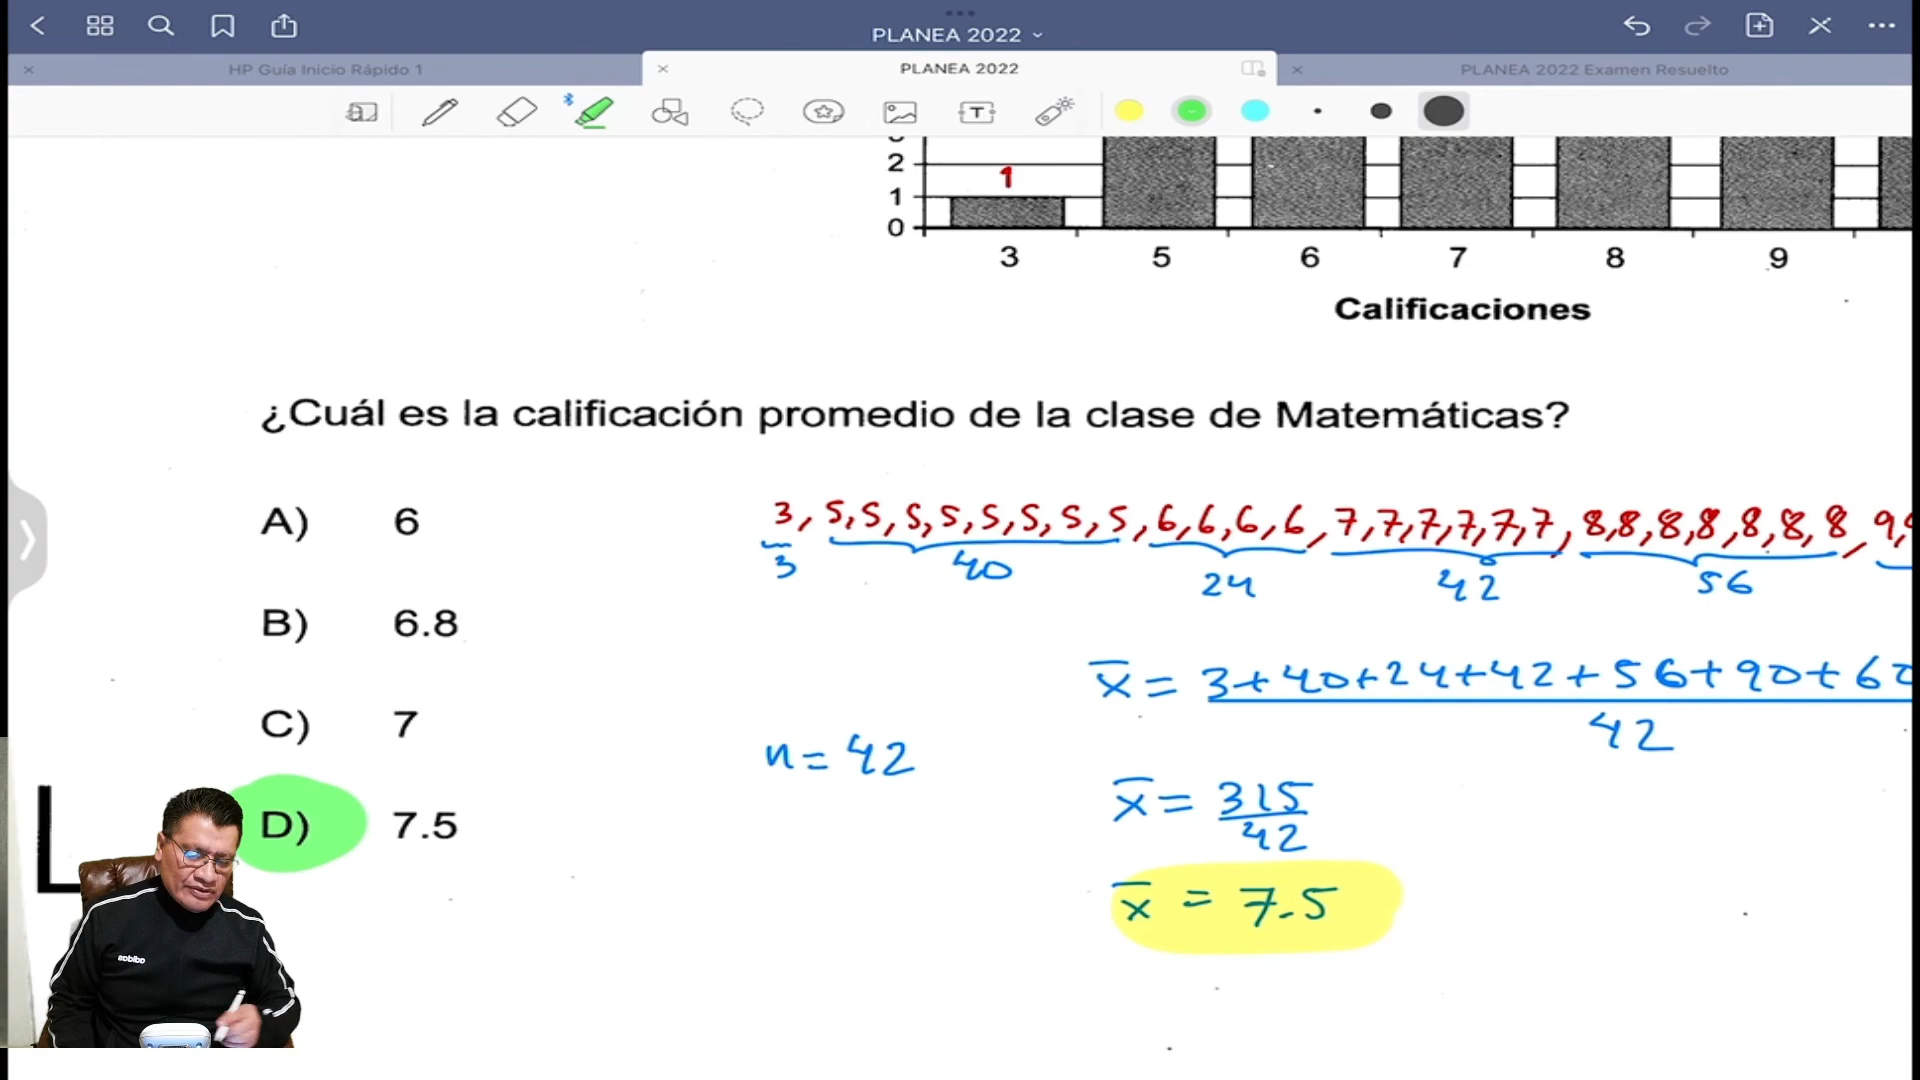 PLANEA 2022
HP Guía Inicio Rápido 1
PLANEA 2022
PLANEA 2022 Examen Resuelto
T
2
1
1
0
3 5 6 7 8 9
Calificaciones
¿Cuál es la calificación promedio de la clase de Matemáticas?
A) 6
3, 5,5,5,5,5,5,5,5,6,6,6,6,7,7,7,7,7,7,8,8,8,8,8,8,8,9,
3 40 24 42 56
B) 6.8
x̄ = 3+40+24+42+56+90+60
42
C) 7
n = 42
x̄ = 315
42
D) 7.5
x̄ = 7.5
adidas